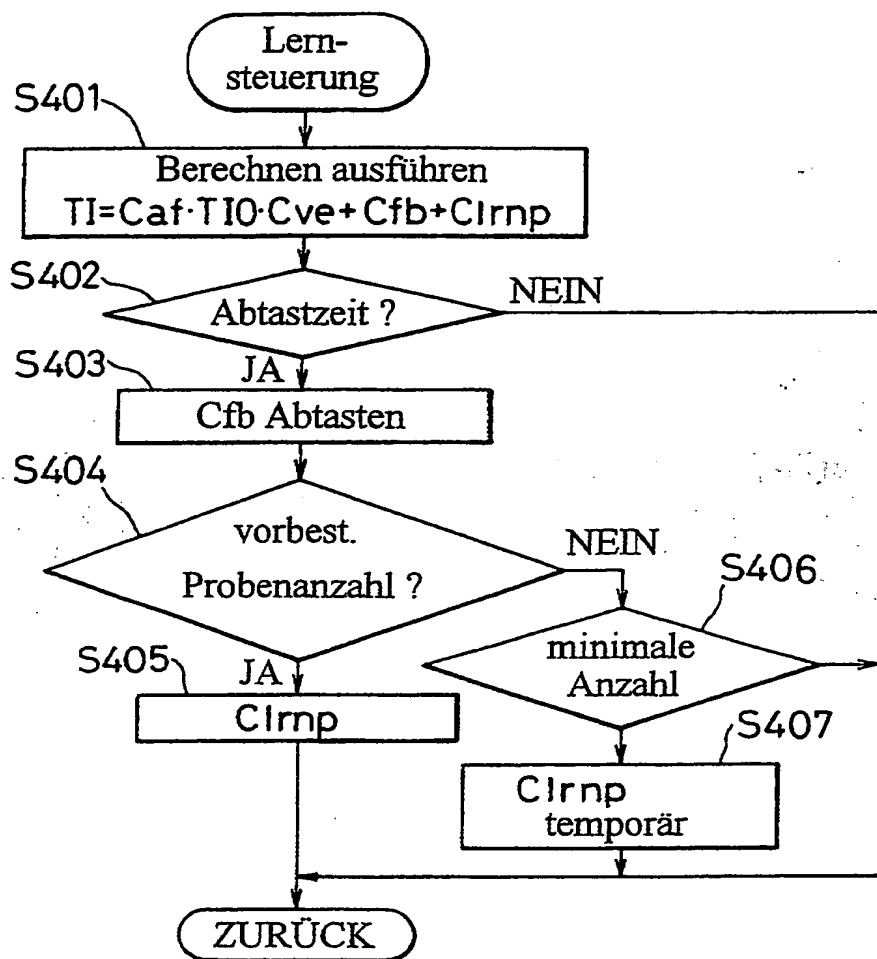 Lern-
steuerung
S401
Berechnen ausführen
TI=Caf·TI0·Cve+Cfb+Clrnp
S402
Abtastzeit ?
NEIN
JA
S403
Cfb Abtasten
S404
vorbest.
Probenanzahl ?
NEIN
S406
minimale
Anzahl
JA
S405
Clrnp
S407
Clrnp
temporär
ZURÜCK